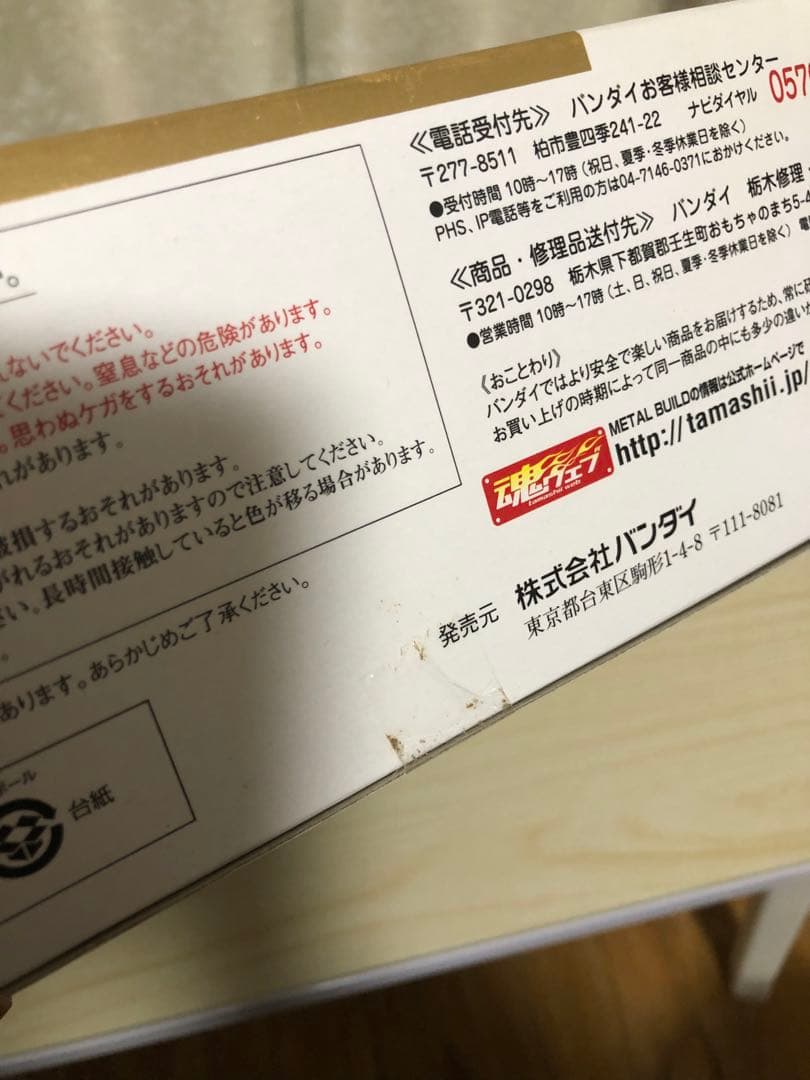 《電話受付先》 バンダイお客様相談センター
〒277-8511 柏市豊四季241-22 ナビダイヤル 057
●受付時間 10時～17時(祝日、夏季・冬季休業日を除く)
PHS、IP電話等をご利用の方は04-7146-0371におかけください。
《商品・修理品送付先》 バンダイ 栃木修理
〒321-0298 栃木県下都賀郡壬生町おもちゃのまち5-4
●営業時間 10時～17時(土、日、祝日、夏季・冬季休業日を除く) 電
《おことわり》
バンダイではより安全で楽しい商品をお届けするため、常に
お買い上げの時期によって同一商品の中にも多少の違いが
METAL BUILDの情報は公式ホームページで
http://tamashii.jp/
魂ウェブ
tamashii web
発売元 株式会社バンダイ
東京都台東区駒形1-4-8 〒111-8081
。
れないでください。
てください。窒息などの危険があります。
。思わぬケガをするおそれがあります。
れがあります。
破損するおそれがあります。
がれるおそれがありますので注意してください。
さい。長時間接触していると色が移る場合があります。
。
あります。あらかじめご了承ください。
ボール
台紙